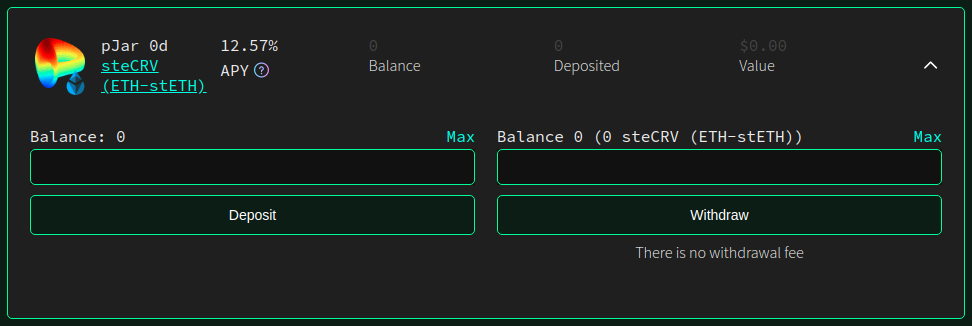 pJar 0d
steCRV
(ETH-stETH)
12.57%
APY ?
0
Balance
0
Deposited
$0.00
Value
Balance: 0 Max
Deposit
Balance 0 (0 steCRV (ETH-stETH)) Max
Withdraw
There is no withdrawal fee